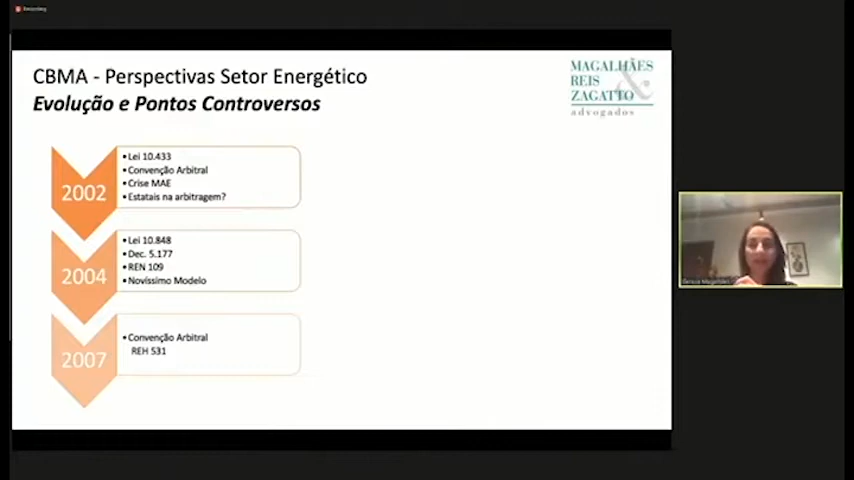 Recording
CBMA - Perspectivas Setor Energético
Evolução e Pontos Controversos
MAGALHÃES
REIS &
ZAGATTO
advogados
2002
• Lei 10.433
• Convenção Arbitral
• Crise MAE
• Estatais na arbitragem?
2004
• Lei 10.848
• Dec. 5.177
• REN 109
• Novíssimo Modelo
2007
• Convenção Arbitral
REH 531
Magalhães